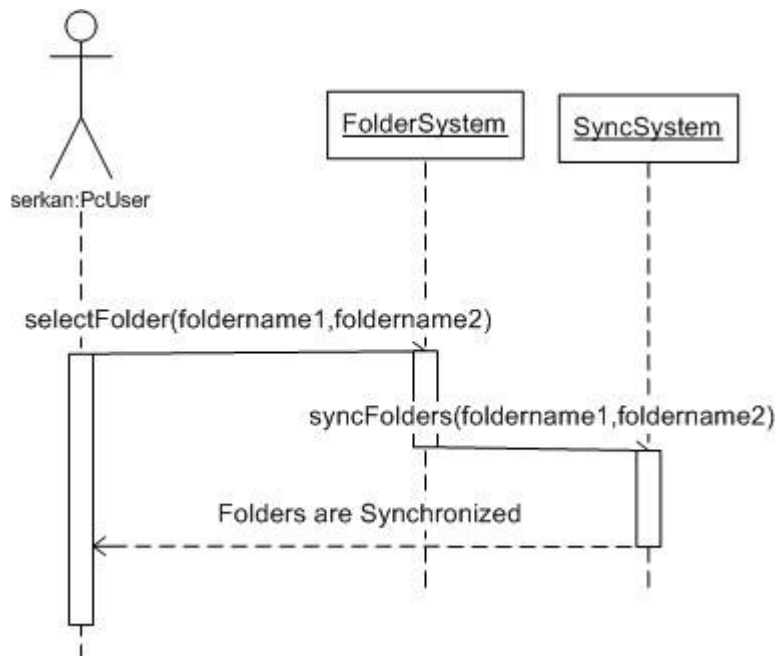 FolderSystem
SyncSystem
serkan:PcUser
selectFolder(foldername1,foldername2)
syncFolders(foldername1,foldername2)
Folders are Synchronized